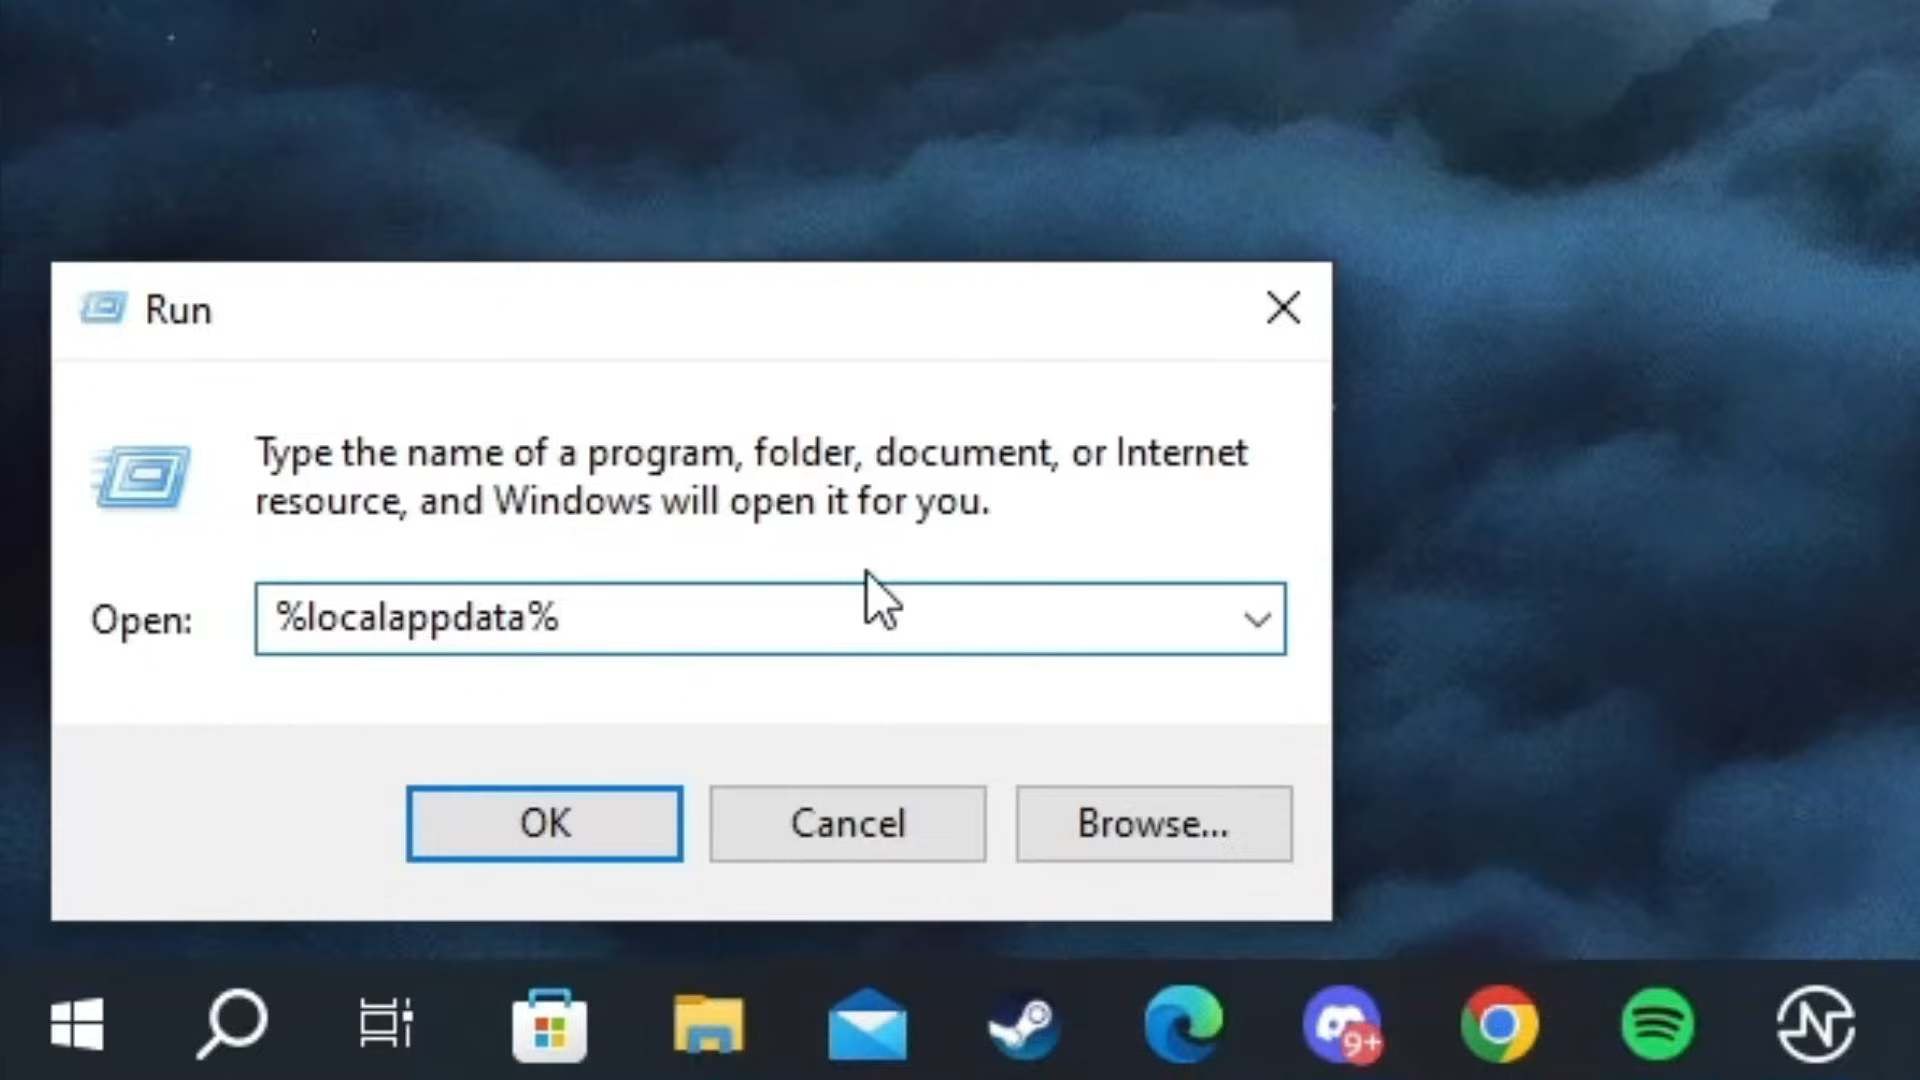 Run
Type the name of a program, folder, document, or Internet
resource, and Windows will open it for you.
Open:
%localappdata%
OK
Cancel
Browse...
9+